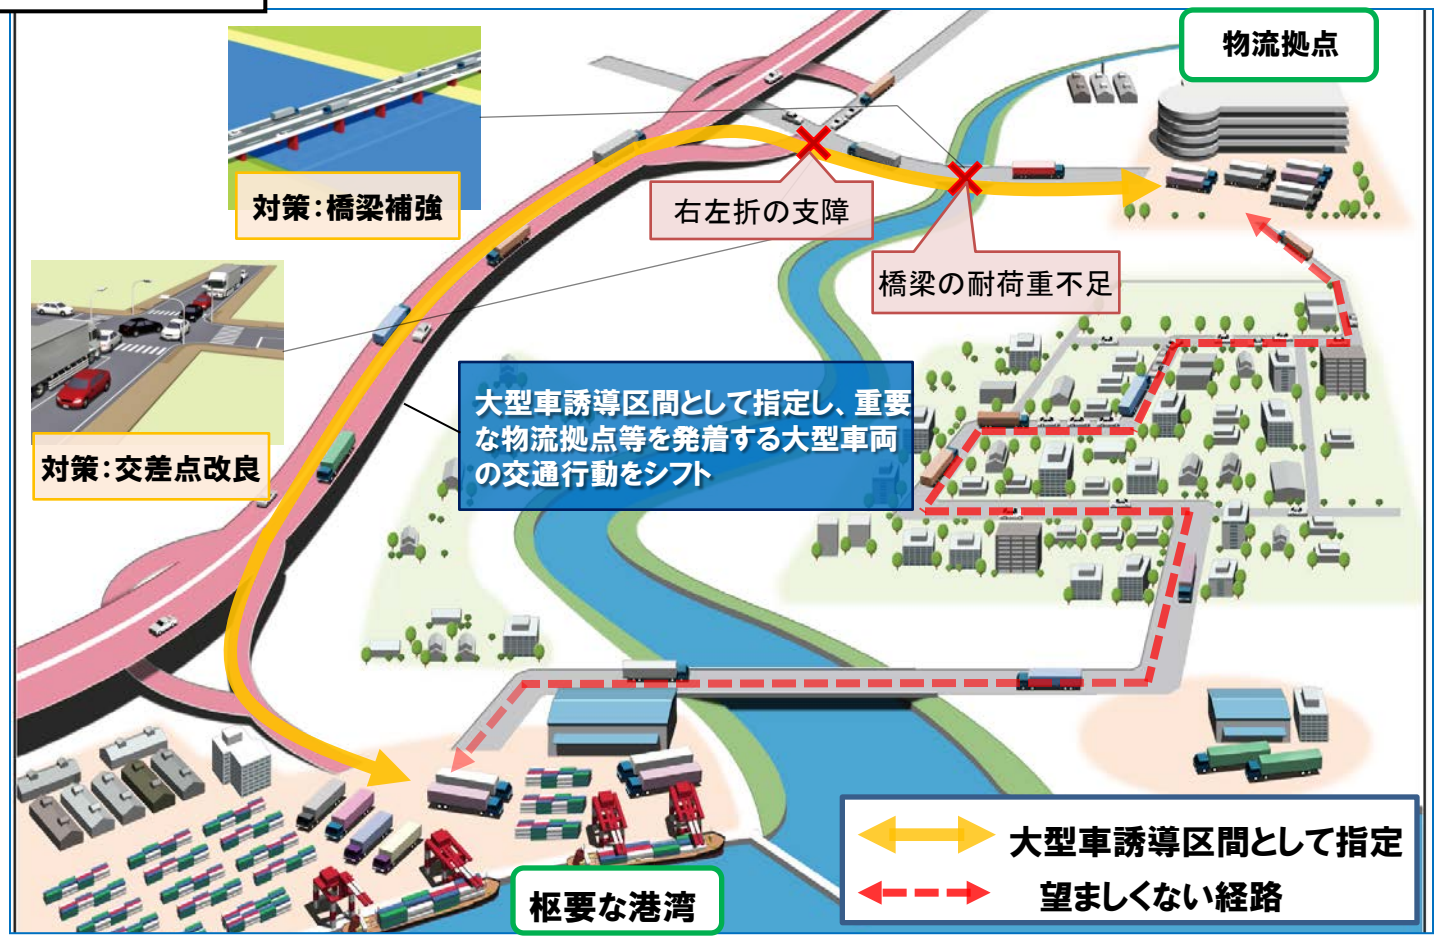 物流拠点
対策：橋梁補強
右左折の支障
橋梁の耐荷重不足
対策：交差点改良
大型車誘導区間として指定し、重要
な物流拠点等を発着する大型車両
の交通行動をシフト
枢要な港湾
大型車誘導区間として指定
望ましくない経路